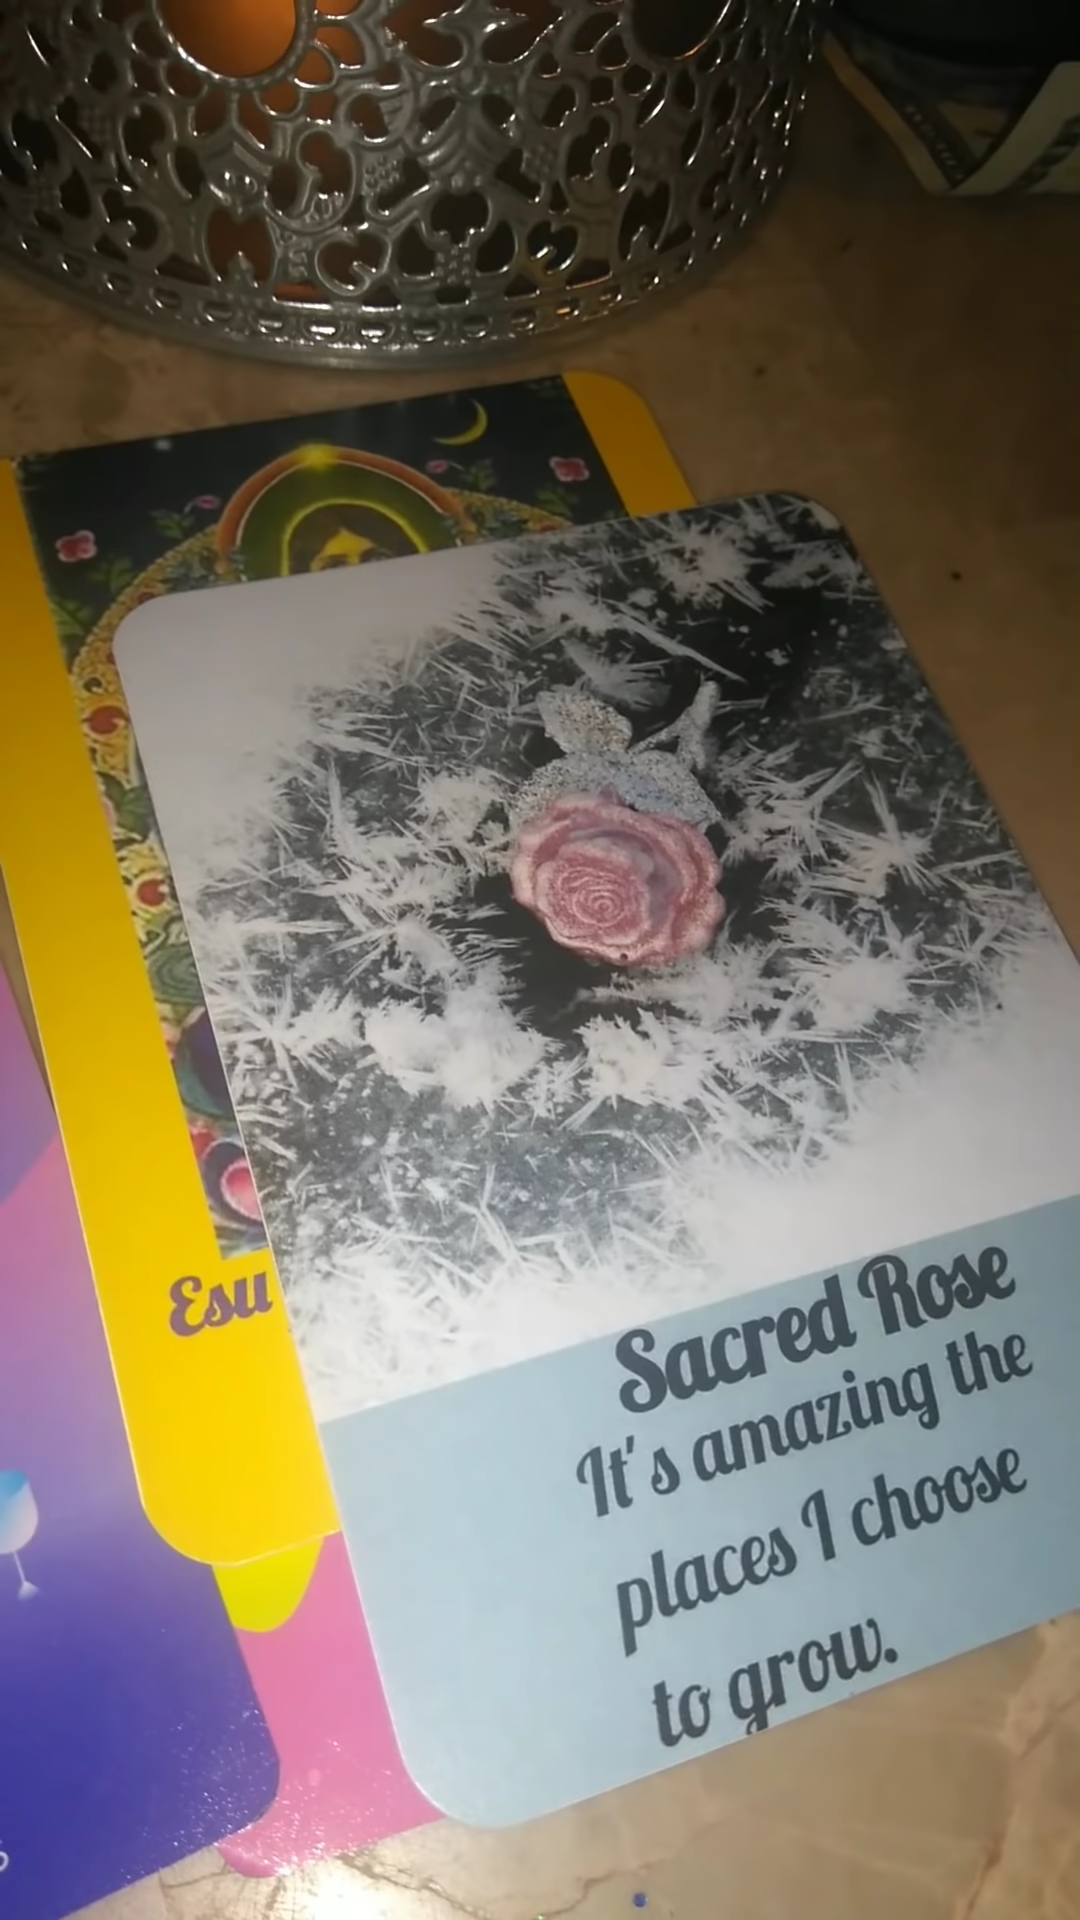 Esu
Sacred Rose
It's amazing the
places I choose
to grow.